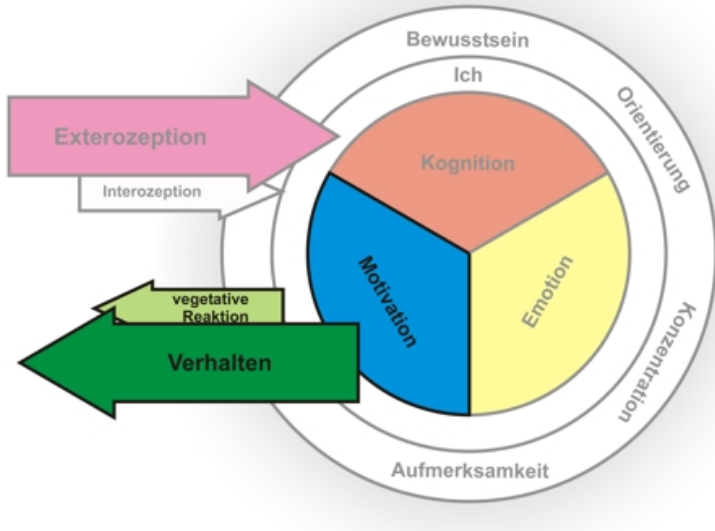 Bewusstsein
Ich
Orientierung
Exterozeption
Kognition
Interozeption
Motivation
Emotion
vegetative
Reaktion
Verhalten
Konzentration
Aufmerksamkeit